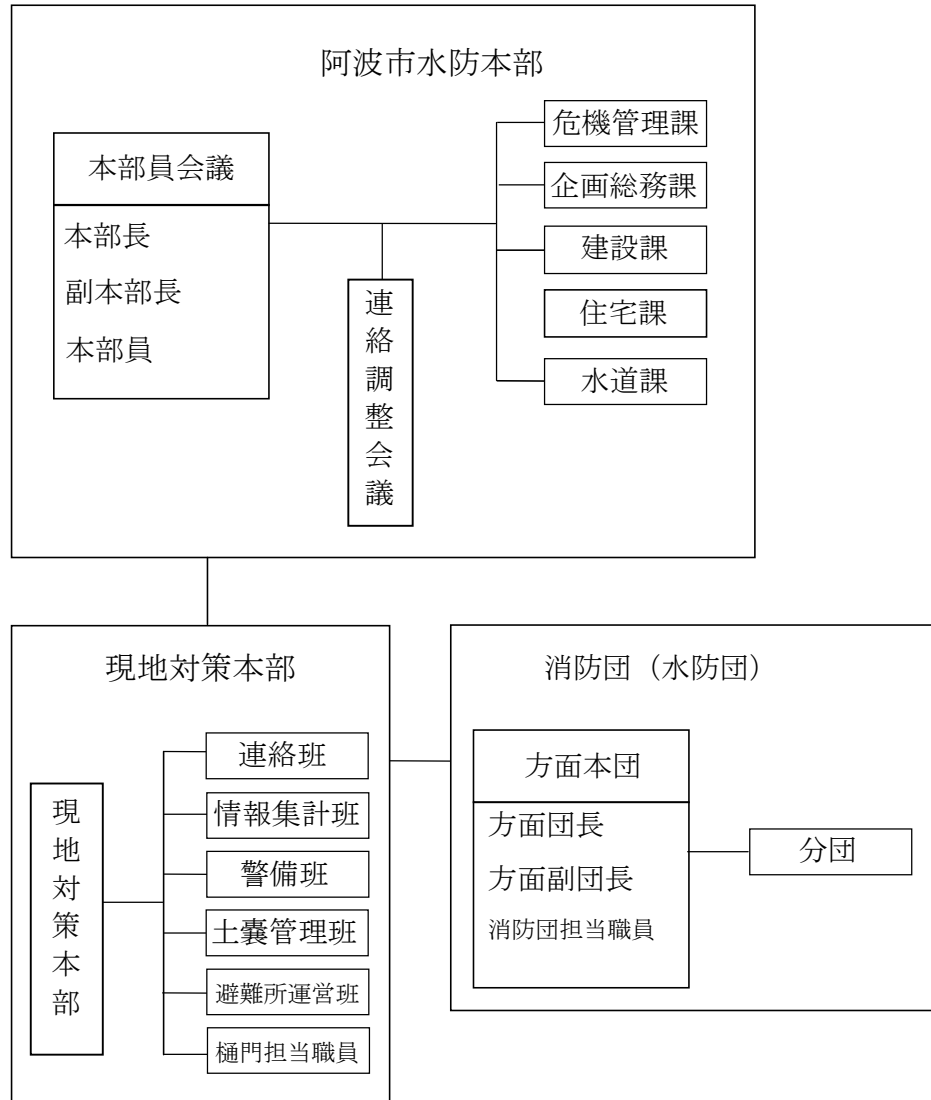 阿波市水防本部
本部員会議
本部長
副本部長
本部員
連絡調整会議
危機管理課
企画総務課
建設課
住宅課
水道課
現地対策本部
現地対策本部
連絡班
情報集計班
警備班
土嚢管理班
避難所運営班
樋門担当職員
消防団（水防団）
方面本団
方面団長
方面副団長
消防団担当職員
分団